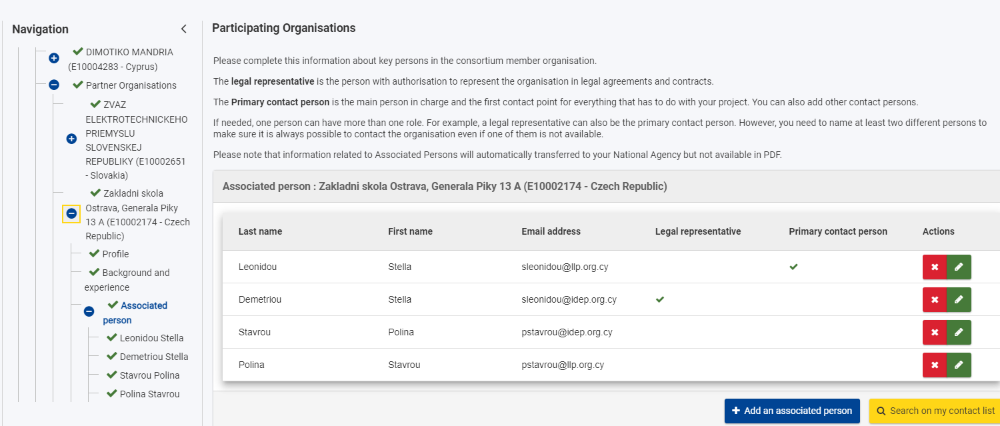 Navigation
DIMOTIKO MANDRIA
(E10004283 - Cyprus)
Partner Organisations
ZVAZ
ELEKTROTECHNICKEHO
PRIEMYSLU
SLOVENSKEJ
REPUBLIKY (E10002651
- Slovakia)
Zakladni skola
Ostrava, Generala Piky
13 A (E10002174 - Czech
Republic)
Profile
Background and
experience
Associated
person
Leonidou Stella
Demetriou Stella
Stavrou Polina
Polina Stavrou
Participating Organisations
Please complete this information about key persons in the consortium member organisation.
The legal representative is the person with authorisation to represent the organisation in legal agreements and contracts.
The Primary contact person is the main person in charge and the first contact point for everything that has to do with your project. You can also add other contact persons.
If needed, one person can have more than one role. For example, a legal representative can also be the primary contact person. However, you need to name at least two different persons to
make sure it is always possible to contact the organisation even if one of them is not available.
Please note that information related to Associated Persons will automatically transferred to your National Agency but not available in PDF.
Associated person : Zakladni skola Ostrava, Generala Piky 13 A (E10002174 - Czech Republic)
Last name First name Email address Legal representative Primary contact person Actions
Leonidou Stella sleonidou@llp.org.cy
Demetriou Stella sleonidou@idep.org.cy
Stavrou Polina pstavrou@idep.org.cy
Polina Stavrou pstavrou@llp.org.cy
Add an associated person
Search on my contact list